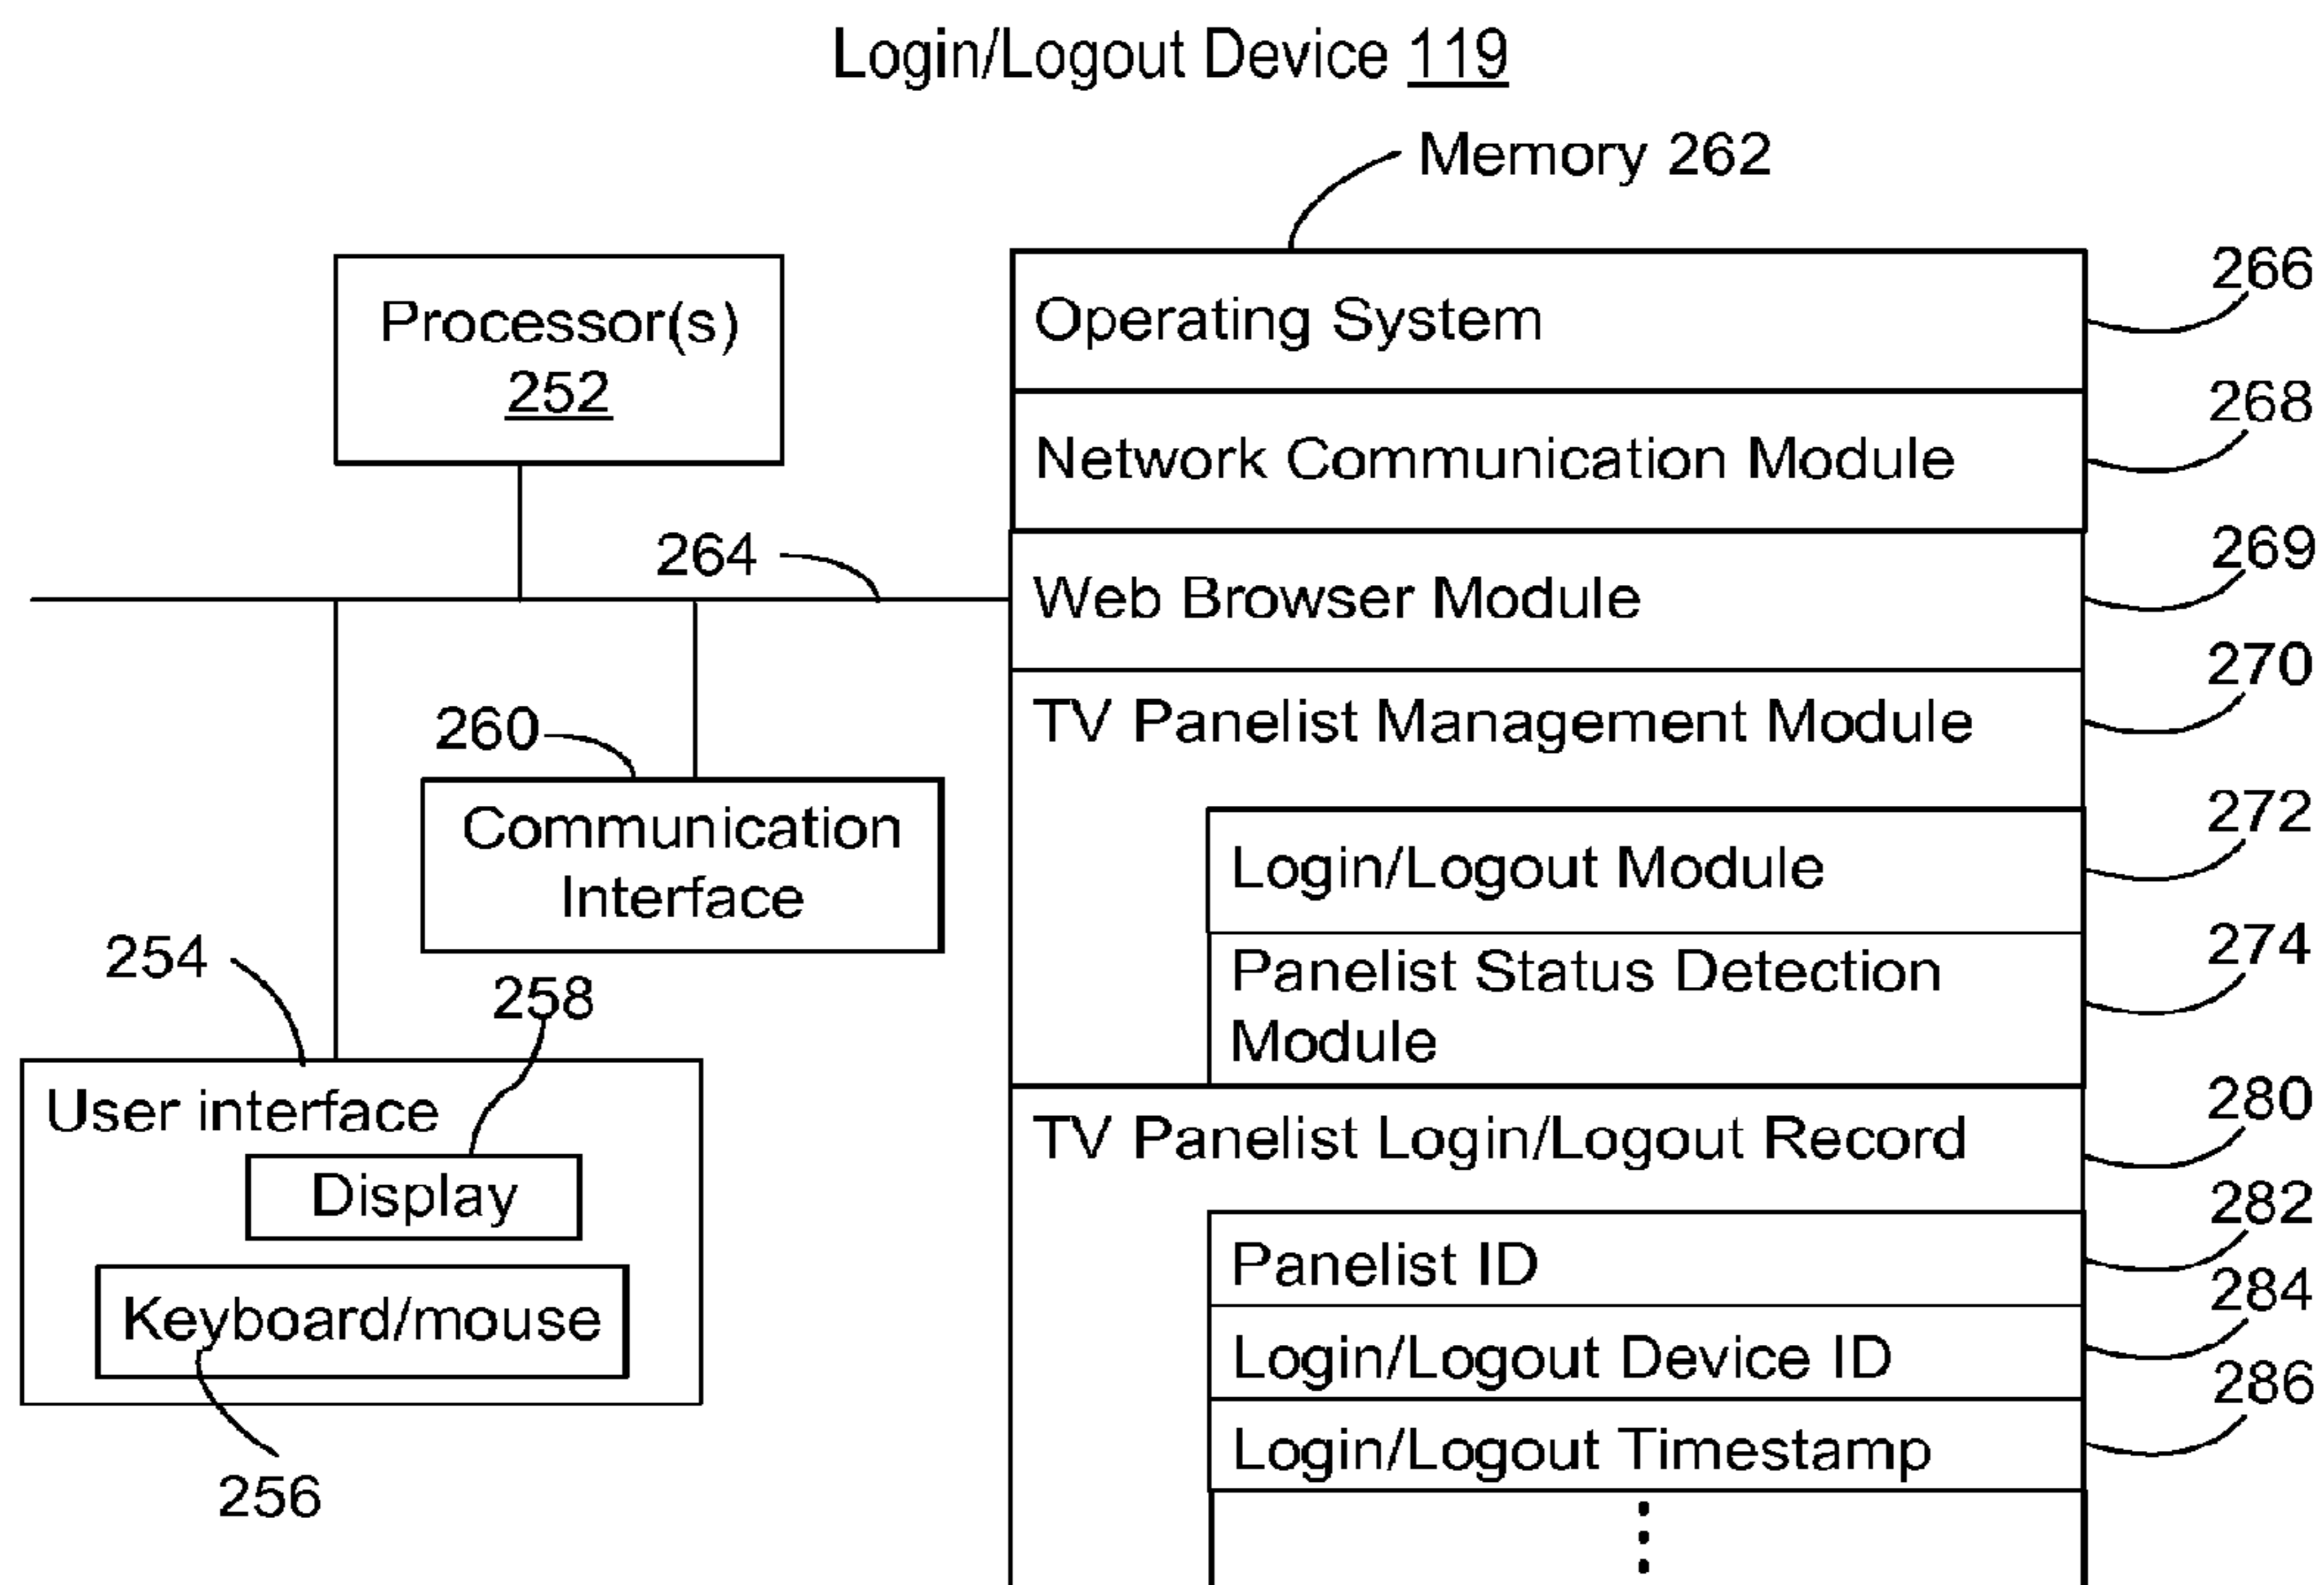 Login/Logout Device 119
Memory 262
Processor(s)
252
264
260
Communication
Interface
254
258
User interface
Display
Keyboard/mouse
256
Operating System
266
Network Communication Module
268
Web Browser Module
269
TV Panelist Management Module
270
Login/Logout Module
272
Panelist Status Detection
Module
274
TV Panelist Login/Logout Record
280
Panelist ID
282
Login/Logout Device ID
284
Login/Logout Timestamp
286